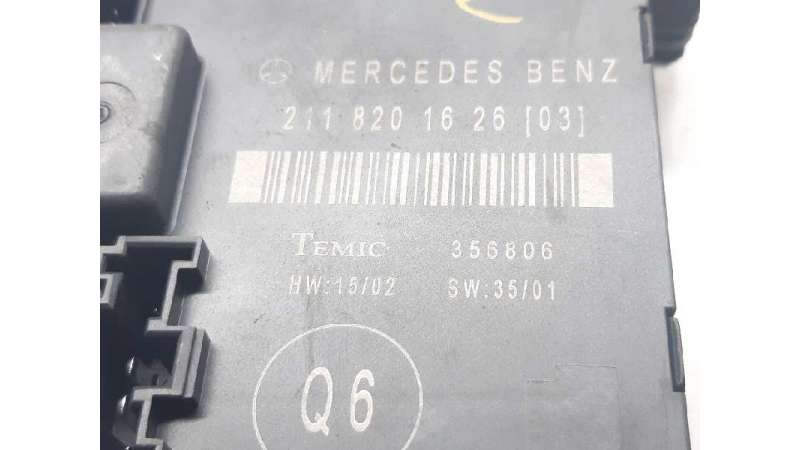 MERCEDES BENZ
211 820 16 26 [03]
TEMIC 356806
HW:15/02 SW:35/01
Q6